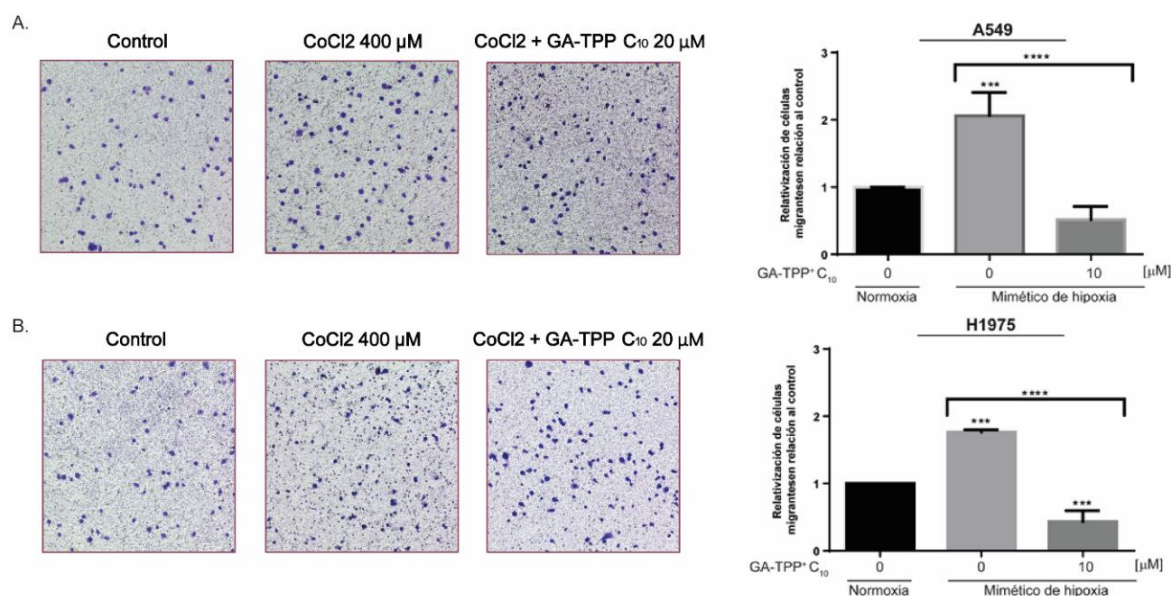 A.
Control
CoCl2 400 µM
CoCl2 + GA-TPP C₁₀ 20 µM
A549
Relativización de células
migrantesen relación al control
3
2
1
0
****
***
GA-TPP⁺ C₁₀
0
0
10
[µM]
Normoxia
Mimético de hipoxia
B.
Control
CoCl2 400 µM
CoCl2 + GA-TPP C₁₀ 20 µM
H1975
Relativización de células
migrantesen relación al control
3
2
1
0
****
***
***
GA-TPP⁺ C₁₀
0
0
10
[µM]
Normoxia
Mimético de hipoxia